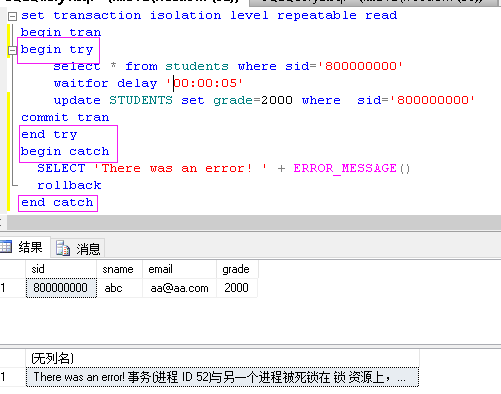 set transaction isolation level repeatable read
begin tran
begin try
select * from students where sid='800000000'
waitfor delay '00:00:05'
update STUDENTS set grade=2000 where sid='800000000'
commit tran
end try
begin catch
SELECT 'There was an error! ' + ERROR_MESSAGE()
rollback
end catch
结果 消息
sid sname email grade
1 800000000 abc aa@aa.com 2000
(无列名)
1 There was an error! 事务(进程 ID 52)与另一个进程被死锁在 锁 资源上，...